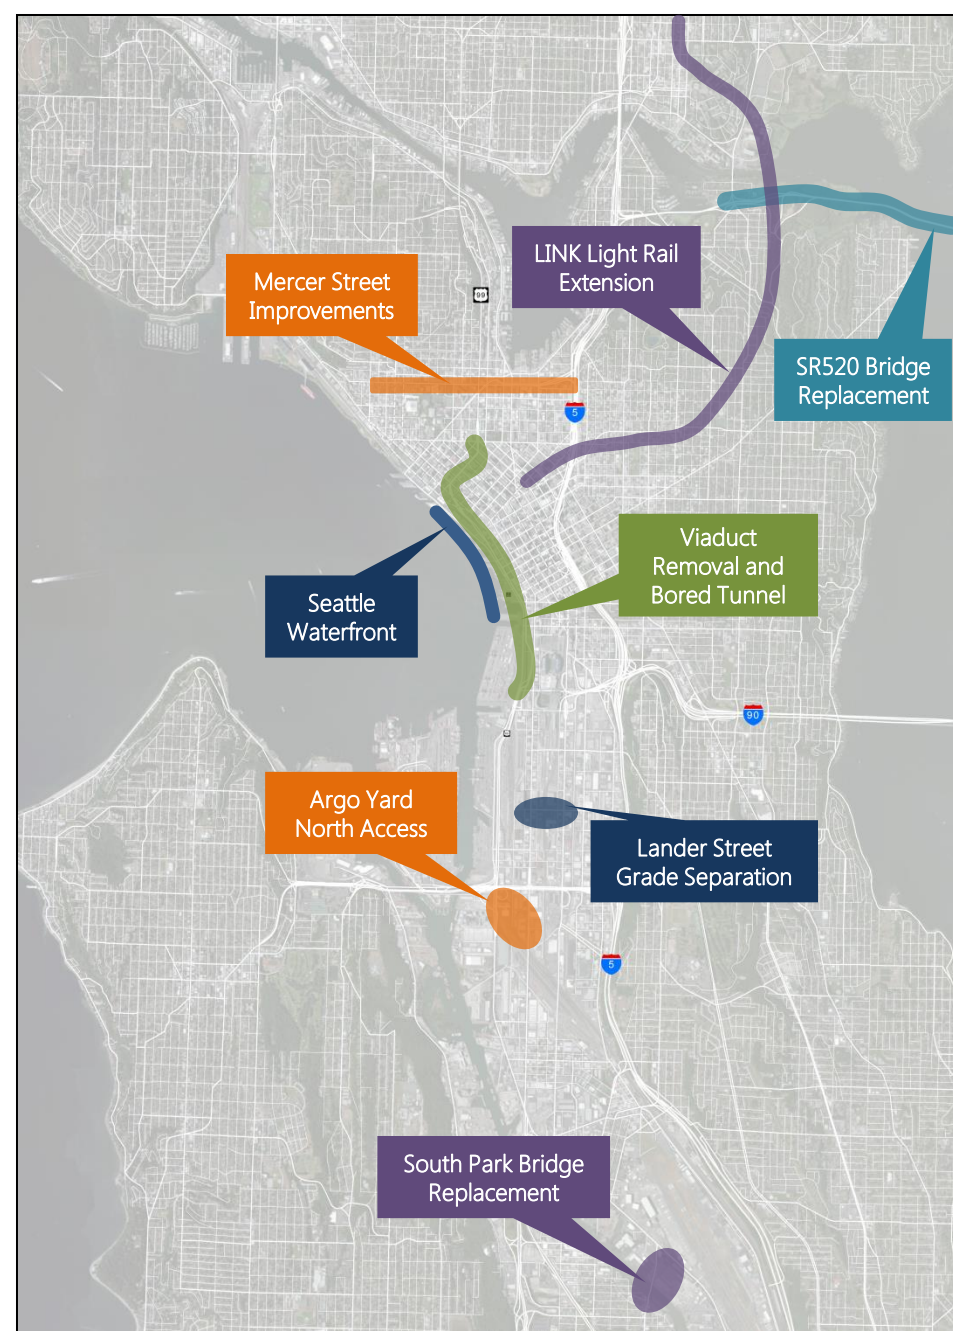 LINK Light Rail
Extension
Mercer Street
Improvements
99
SR520 Bridge
Replacement
5
Viaduct
Removal and
Bored Tunnel
Seattle
Waterfront
90
Argo Yard
North Access
Lander Street
Grade Separation
5
South Park Bridge
Replacement